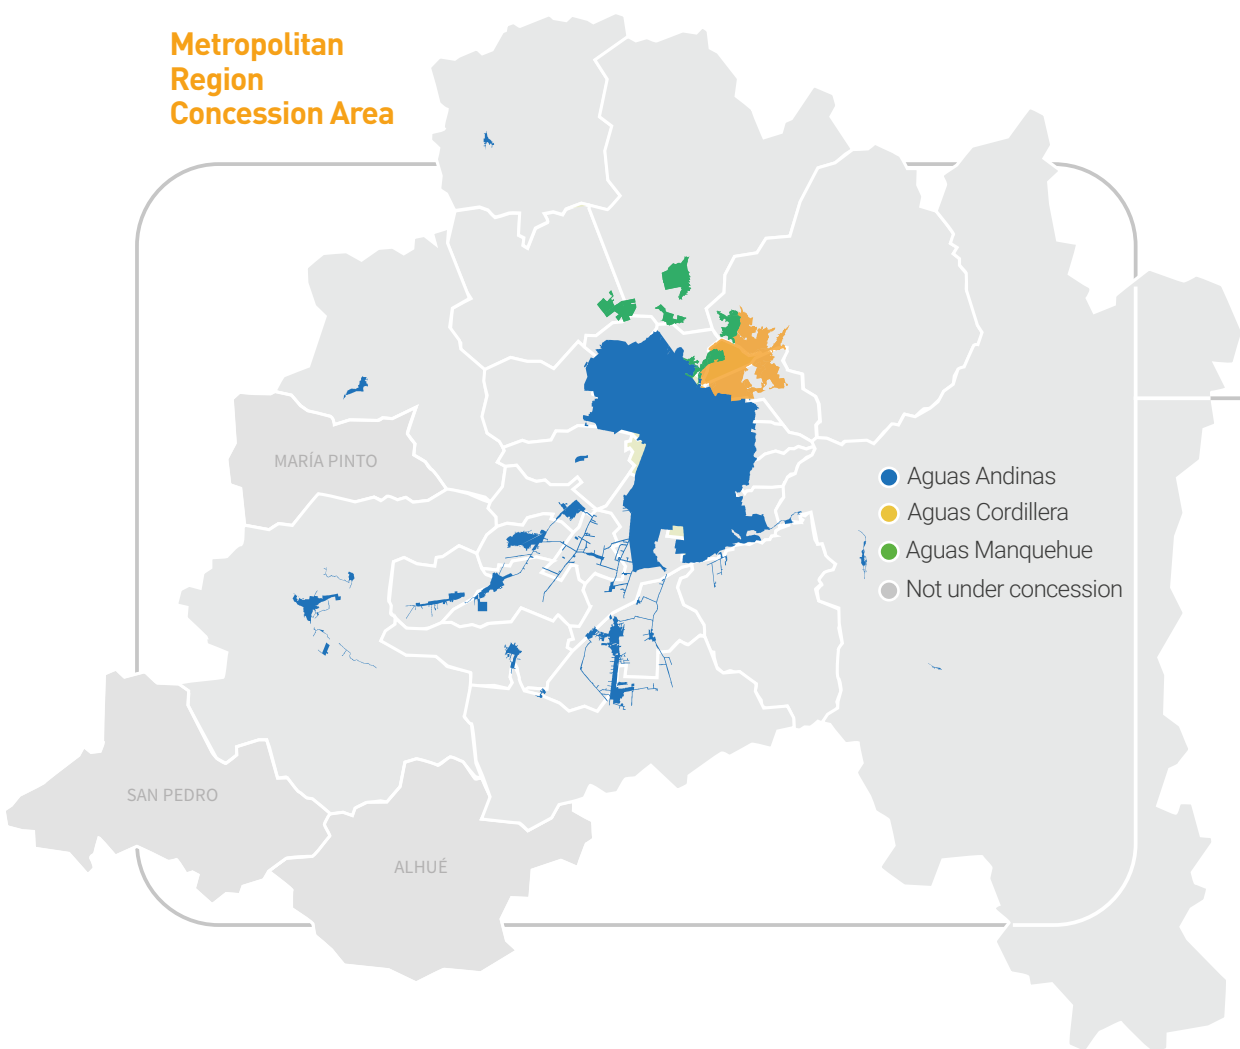 Metropolitan
Region
Concession Area
MARÍA PINTO
Aguas Andinas
Aguas Cordillera
Aguas Manquehue
Not under concession
SAN PEDRO
ALHUÉ